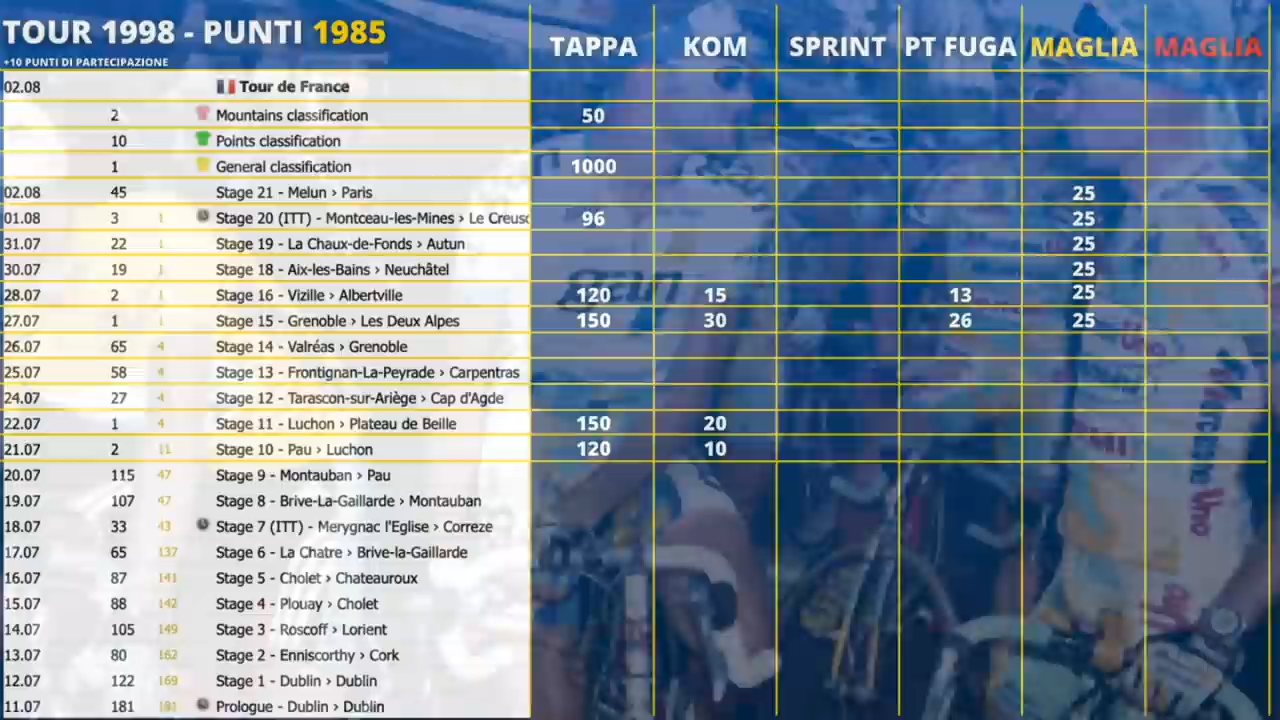 TOUR 1998 - PUNTI 1985
+10 PUNTI DI PARTECIPAZIONE
TAPPA KOM SPRINT PT FUGA MAGLIA MAGLIA
02.08 Tour de France
2 Mountains classification 50
10 Points classification
1 General classification 1000
02.08 45 Stage 21 - Melun › Paris 25
01.08 3 1 Stage 20 (ITT) - Montceau-les-Mines › Le Creuso 96 25
31.07 22 1 Stage 19 - La Chaux-de-Fonds › Autun 25
30.07 19 1 Stage 18 - Aix-les-Bains › Neuchâtel 25
28.07 2 1 Stage 16 - Vizille › Albertville 120 15 13 25
27.07 1 1 Stage 15 - Grenoble › Les Deux Alpes 150 30 26 25
26.07 65 4 Stage 14 - Valréas › Grenoble
25.07 58 4 Stage 13 - Frontignan-La-Peyrade › Carpentras
24.07 27 4 Stage 12 - Tarascon-sur-Ariège › Cap d'Agde
22.07 1 4 Stage 11 - Luchon › Plateau de Beille 150 20
21.07 2 11 Stage 10 - Pau › Luchon 120 10
20.07 115 47 Stage 9 - Montauban › Pau
19.07 107 47 Stage 8 - Brive-La-Gaillarde › Montauban
18.07 33 43 Stage 7 (ITT) - Merygnac l'Eglise › Correze
17.07 65 137 Stage 6 - La Chatre › Brive-la-Gaillarde
16.07 87 141 Stage 5 - Cholet › Chateauroux
15.07 88 142 Stage 4 - Plouay › Cholet
14.07 105 149 Stage 3 - Roscoff › Lorient
13.07 80 162 Stage 2 - Enniscorthy › Cork
12.07 122 169 Stage 1 - Dublin › Dublin
11.07 181 181 Prologue - Dublin › Dublin